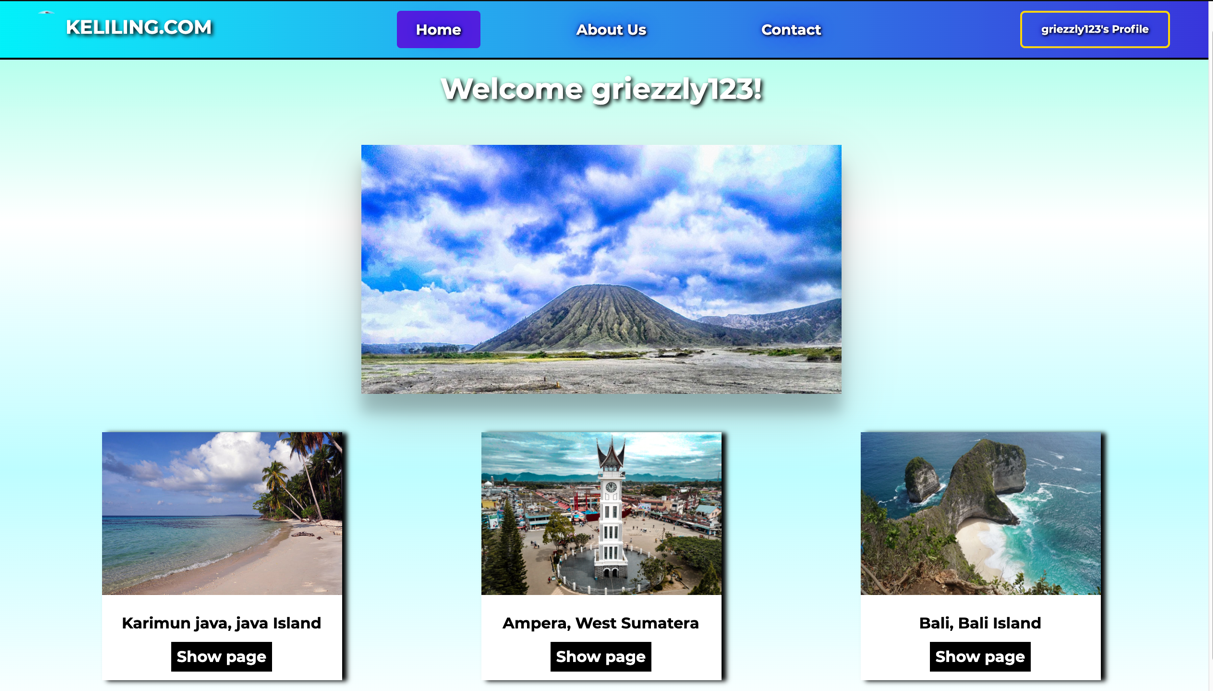 KELILING.COM
Home
About Us
Contact
griezzly123's Profile
Welcome griezzly123!
Karimun java, java Island
Ampera, West Sumatera
Bali, Bali Island
Show page
Show page
Show page